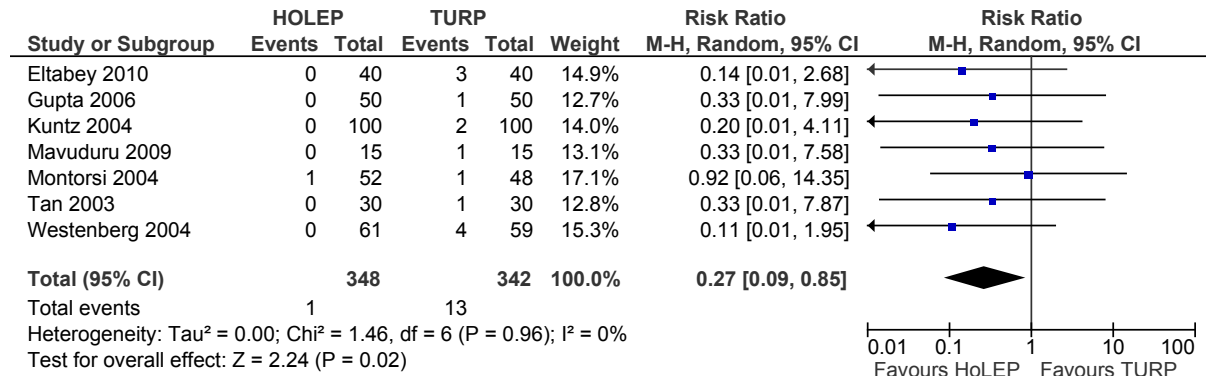 HOLEP TURP Risk Ratio Risk Ratio
Study or Subgroup Events Total Events Total Weight M-H, Random, 95% CI M-H, Random, 95% CI
Eltabey 2010 0 40 3 40 14.9% 0.14 [0.01, 2.68]
Gupta 2006 0 50 1 50 12.7% 0.33 [0.01, 7.99]
Kuntz 2004 0 100 2 100 14.0% 0.20 [0.01, 4.11]
Mavuduru 2009 0 15 1 15 13.1% 0.33 [0.01, 7.58]
Montorsi 2004 1 52 1 48 17.1% 0.92 [0.06, 14.35]
Tan 2003 0 30 1 30 12.8% 0.33 [0.01, 7.87]
Westenberg 2004 0 61 4 59 15.3% 0.11 [0.01, 1.95]
Total (95% CI) 348 342 100.0% 0.27 [0.09, 0.85]
Total events 1 13
Heterogeneity: Tau² = 0.00; Chi² = 1.46, df = 6 (P = 0.96); I² = 0%
Test for overall effect: Z = 2.24 (P = 0.02)
0.01 0.1 1 10 100
Favours HoLEP Favours TURP